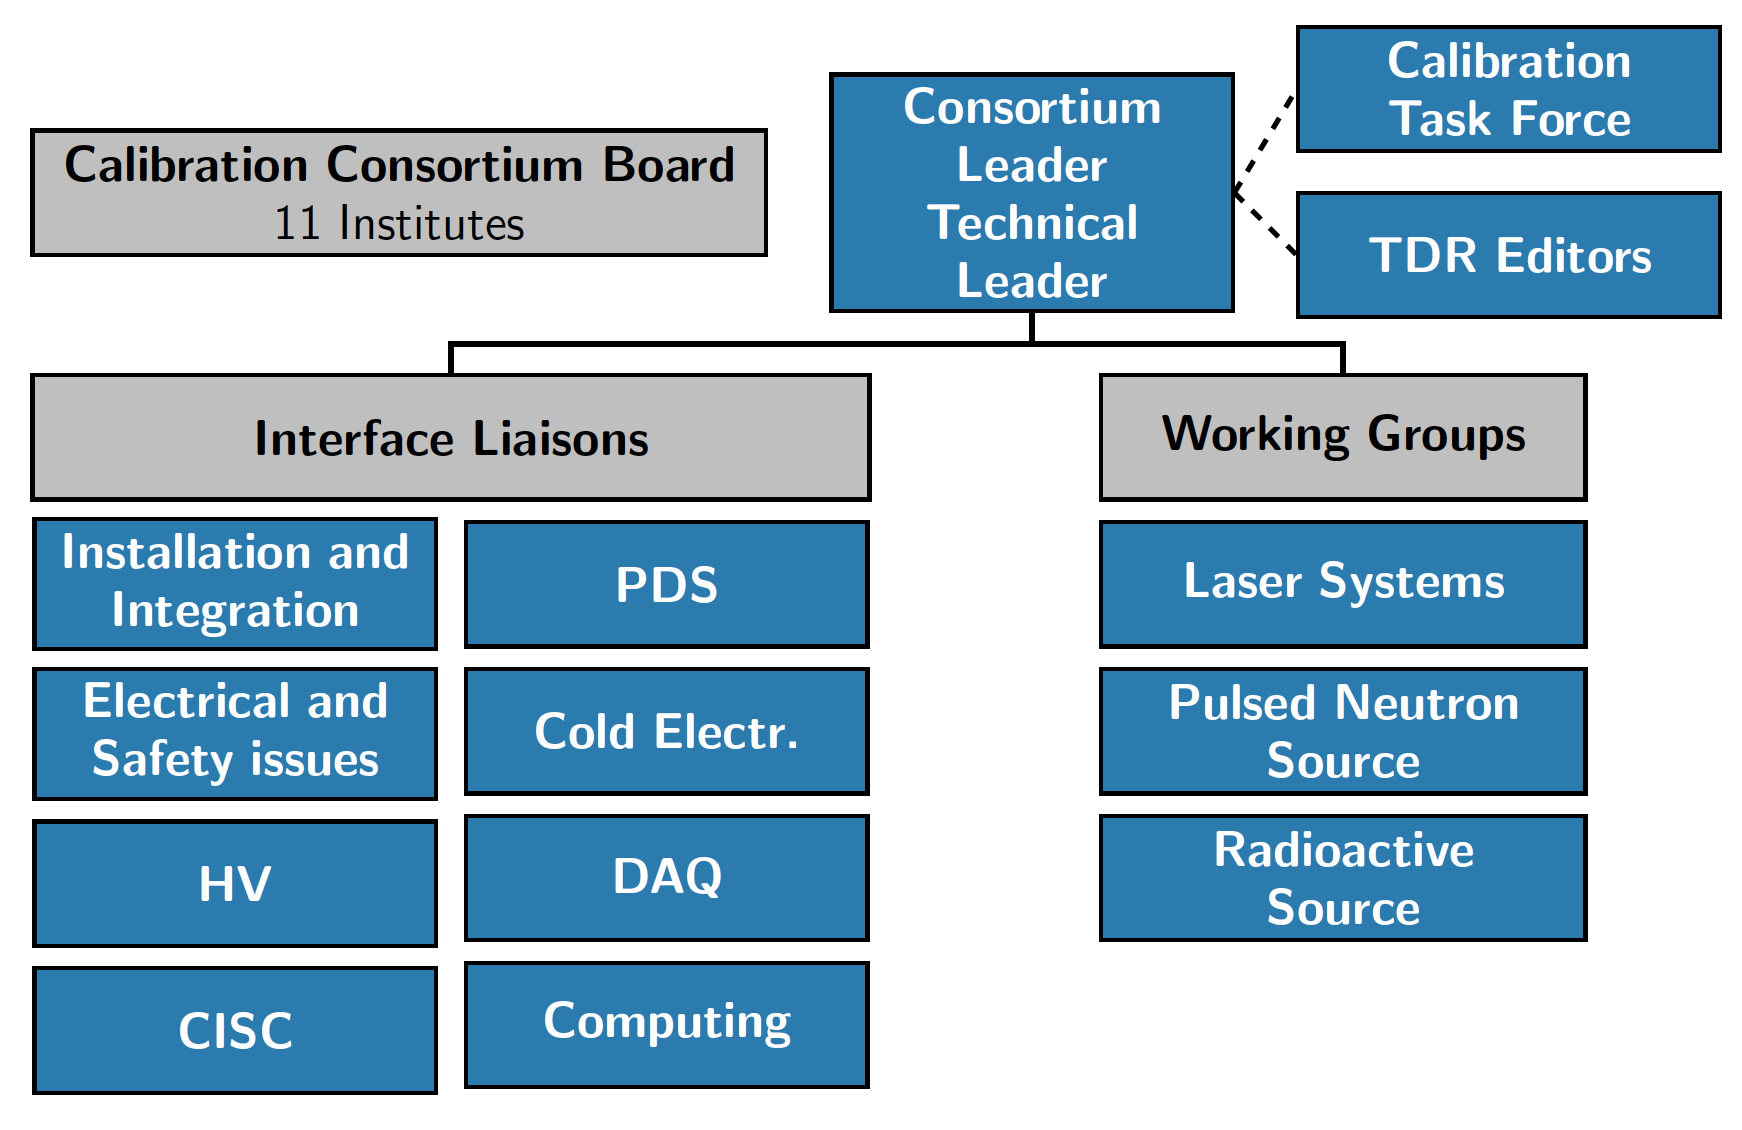 Calibration Consortium Board
11 Institutes
Consortium
Leader
Technical
Leader
Calibration
Task Force
TDR Editors
Interface Liaisons
Installation and
Integration
Electrical and
Safety issues
HV
CISC
PDS
Cold Electr.
DAQ
Computing
Working Groups
Laser Systems
Pulsed Neutron
Source
Radioactive
Source